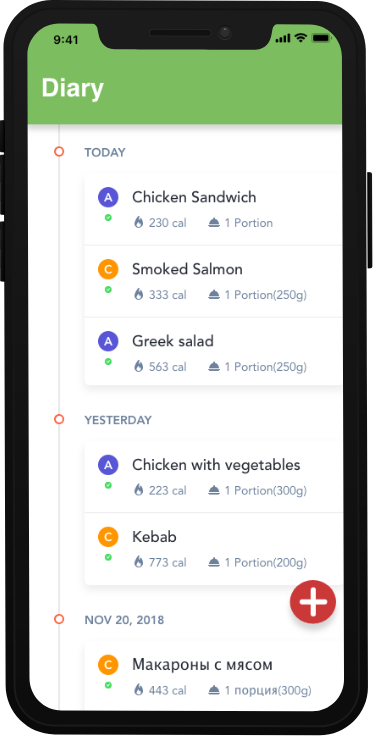 9:41
Diary
TODAY
A Chicken Sandwich
230 cal 1 Portion
C Smoked Salmon
333 cal 1 Portion(250g)
A Greek salad
563 cal 1 Portion(250g)
YESTERDAY
A Chicken with vegetables
223 cal 1 Portion(300g)
C Kebab
773 cal 1 Portion(200g)
NOV 20, 2018
C Макароны с мясом
443 cal 1 порция(300g)